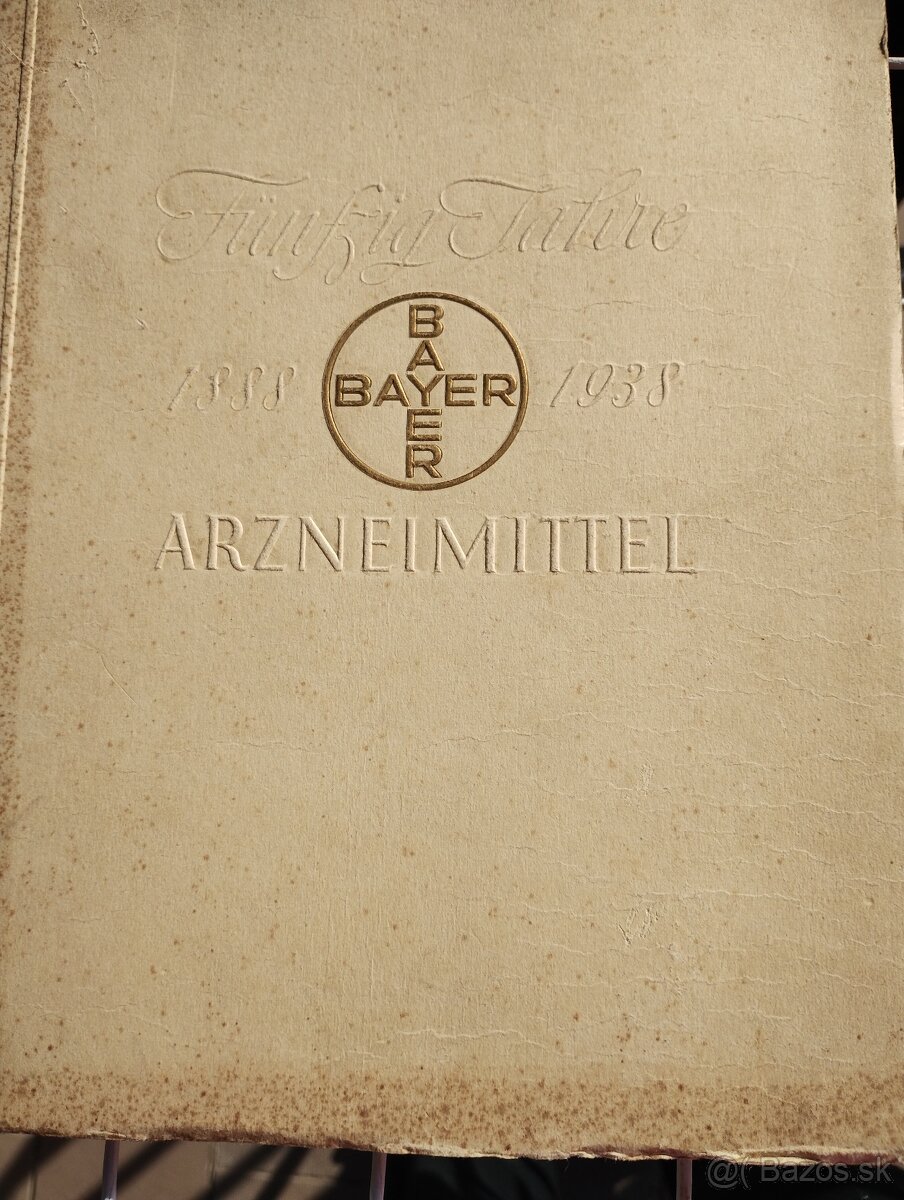 Fünfzig Jahre
B
A
1888 BAYER 1938
E
R
ARZNEIMITTEL
@( Bazos.sk